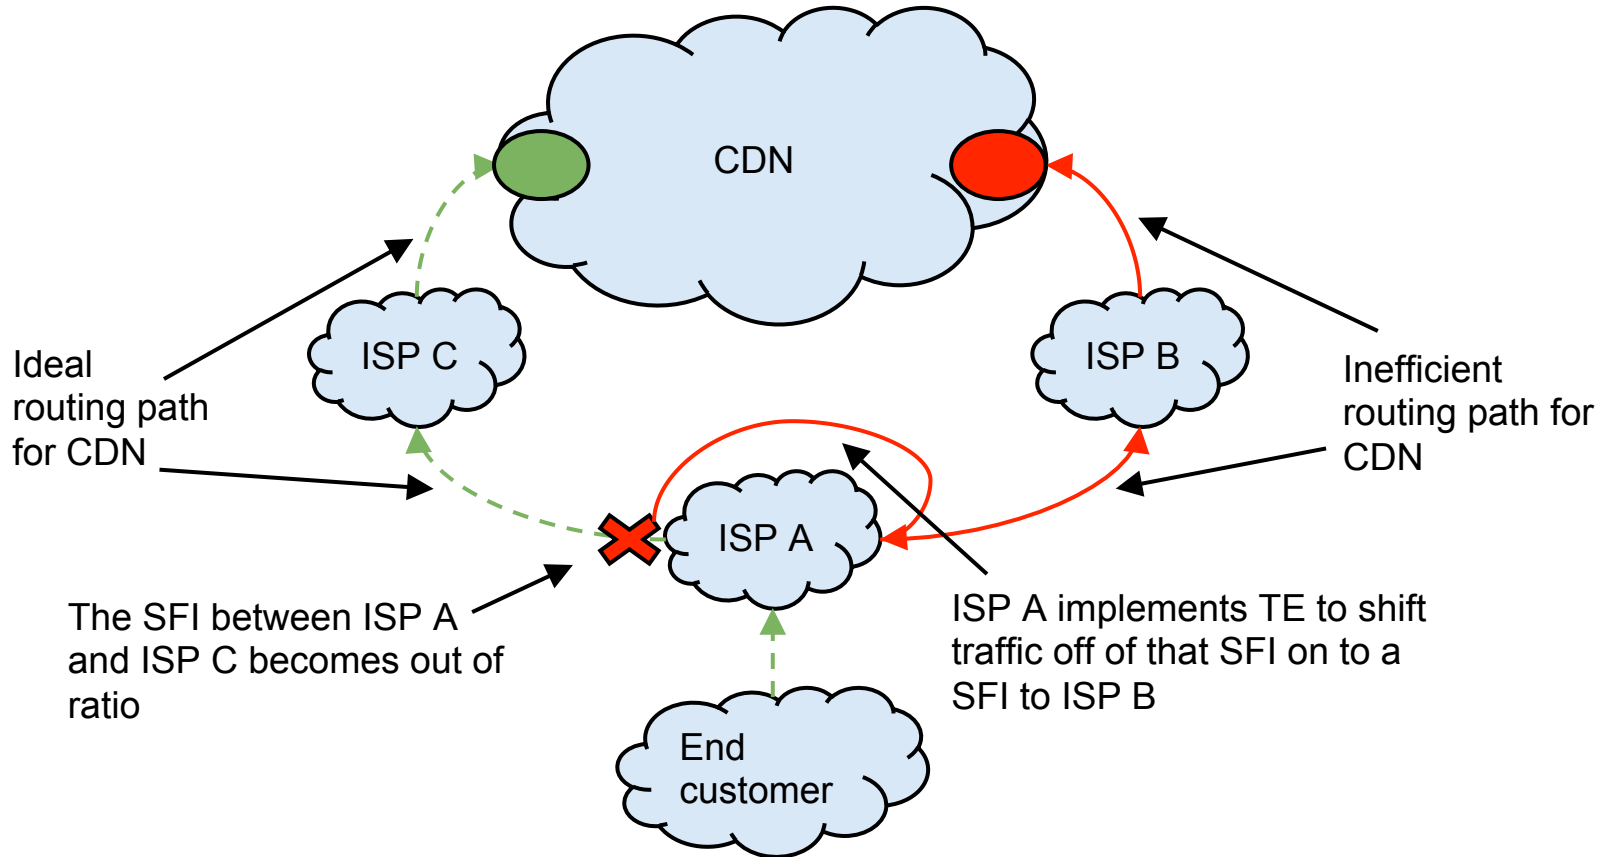 CDN
ISP C
ISP B
Ideal
routing path
for CDN
Inefficient
routing path for
CDN
ISP A
The SFI between ISP A
and ISP C becomes out of
ratio
ISP A implements TE to shift
traffic off of that SFI on to a
SFI to ISP B
End
customer